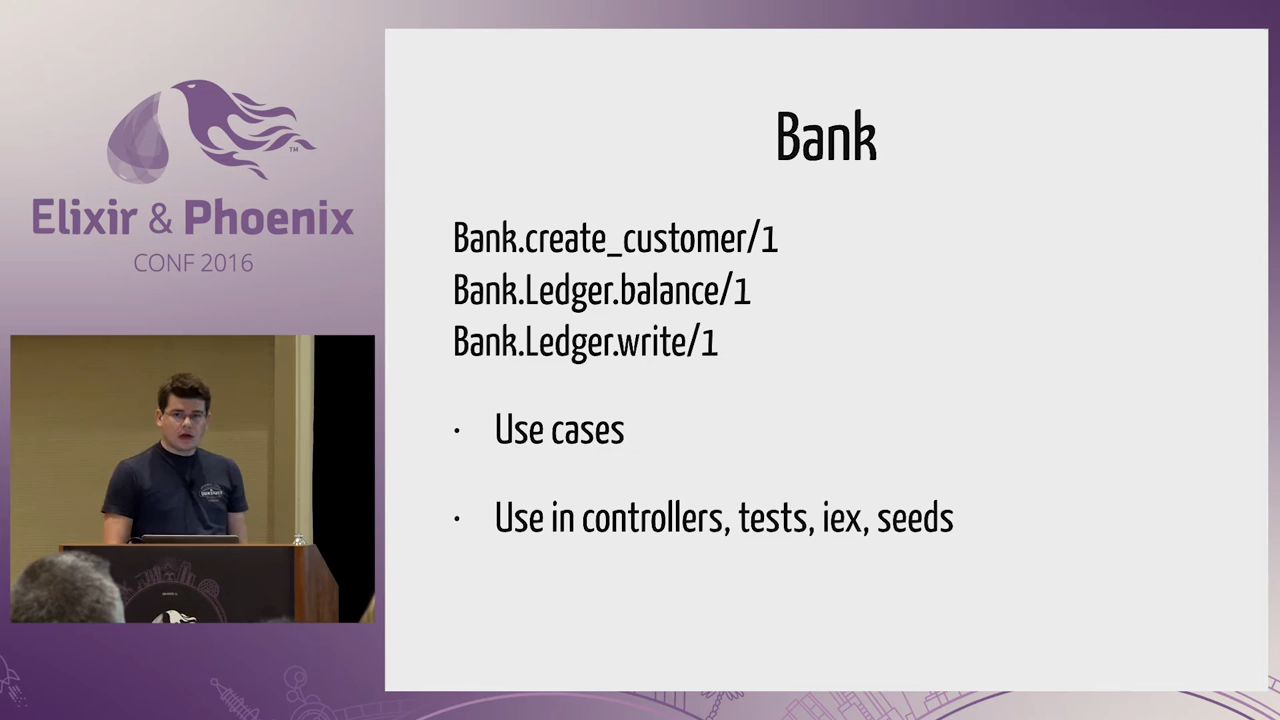 Elixir & Phoenix
CONF 2016
TM
Bank
Bank.create_customer/1
Bank.Ledger.balance/1
Bank.Ledger.write/1
· Use cases
· Use in controllers, tests, iex, seeds